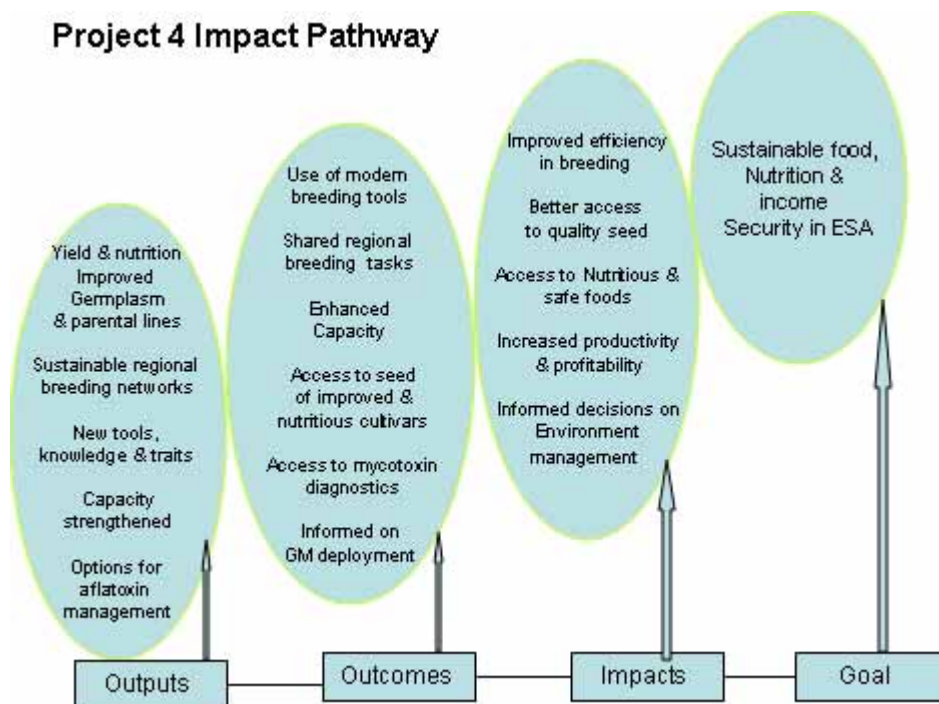 Project 4 Impact Pathway
Yield & nutrition
Improved
Germplasm
& parental lines
Sustainable regional
breeding networks
New tools,
knowledge & traits
Capacity
strengthened
Options for
aflatoxin
management
Use of modern
breeding tools
Shared regional
breeding tasks
Enhanced
Capacity
Access to seed
of improved &
nutritious cultivars
Access to mycotoxin
diagnostics
Informed on
GM deployment
Improved efficiency
in breeding
Better access
to quality seed
Access to Nutritious &
safe foods
Increased productivity
& profitability
Informed decisions on
Environment
management
Sustainable food,
Nutrition &
income
Security in ESA
Outputs
Outcomes
Impacts
Goal